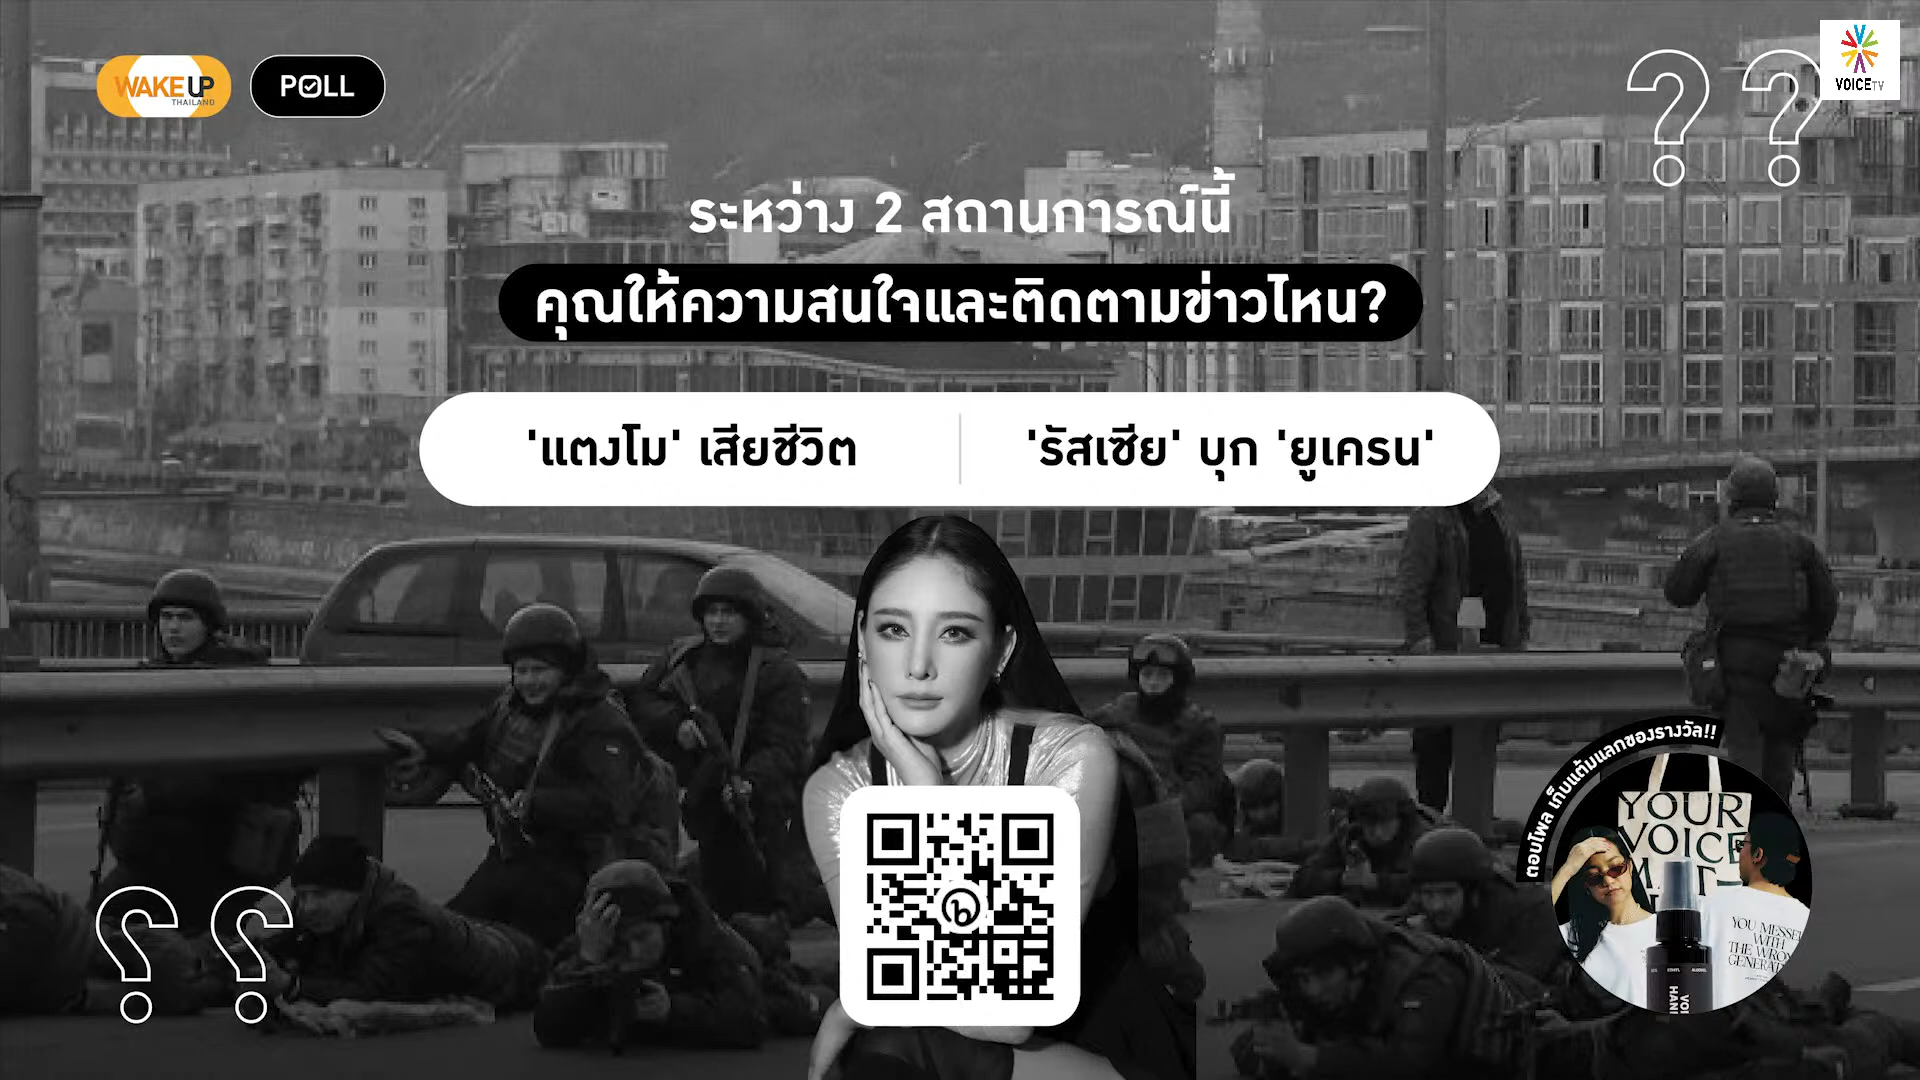 WAKE UP
THAILAND
POLL
VOICE TV
ระหว่าง 2 สถานการณ์นี้
คุณให้ความสนใจและติดตามข่าวไหน?
'แตงโม' เสียชีวิต
'รัสเซีย' บุก 'ยูเครน'
ตอบโพล เก็บแต้มแลกของรางวัล!!
YOUR
VOICE
YOU MESSED
WITH
THE WRONG